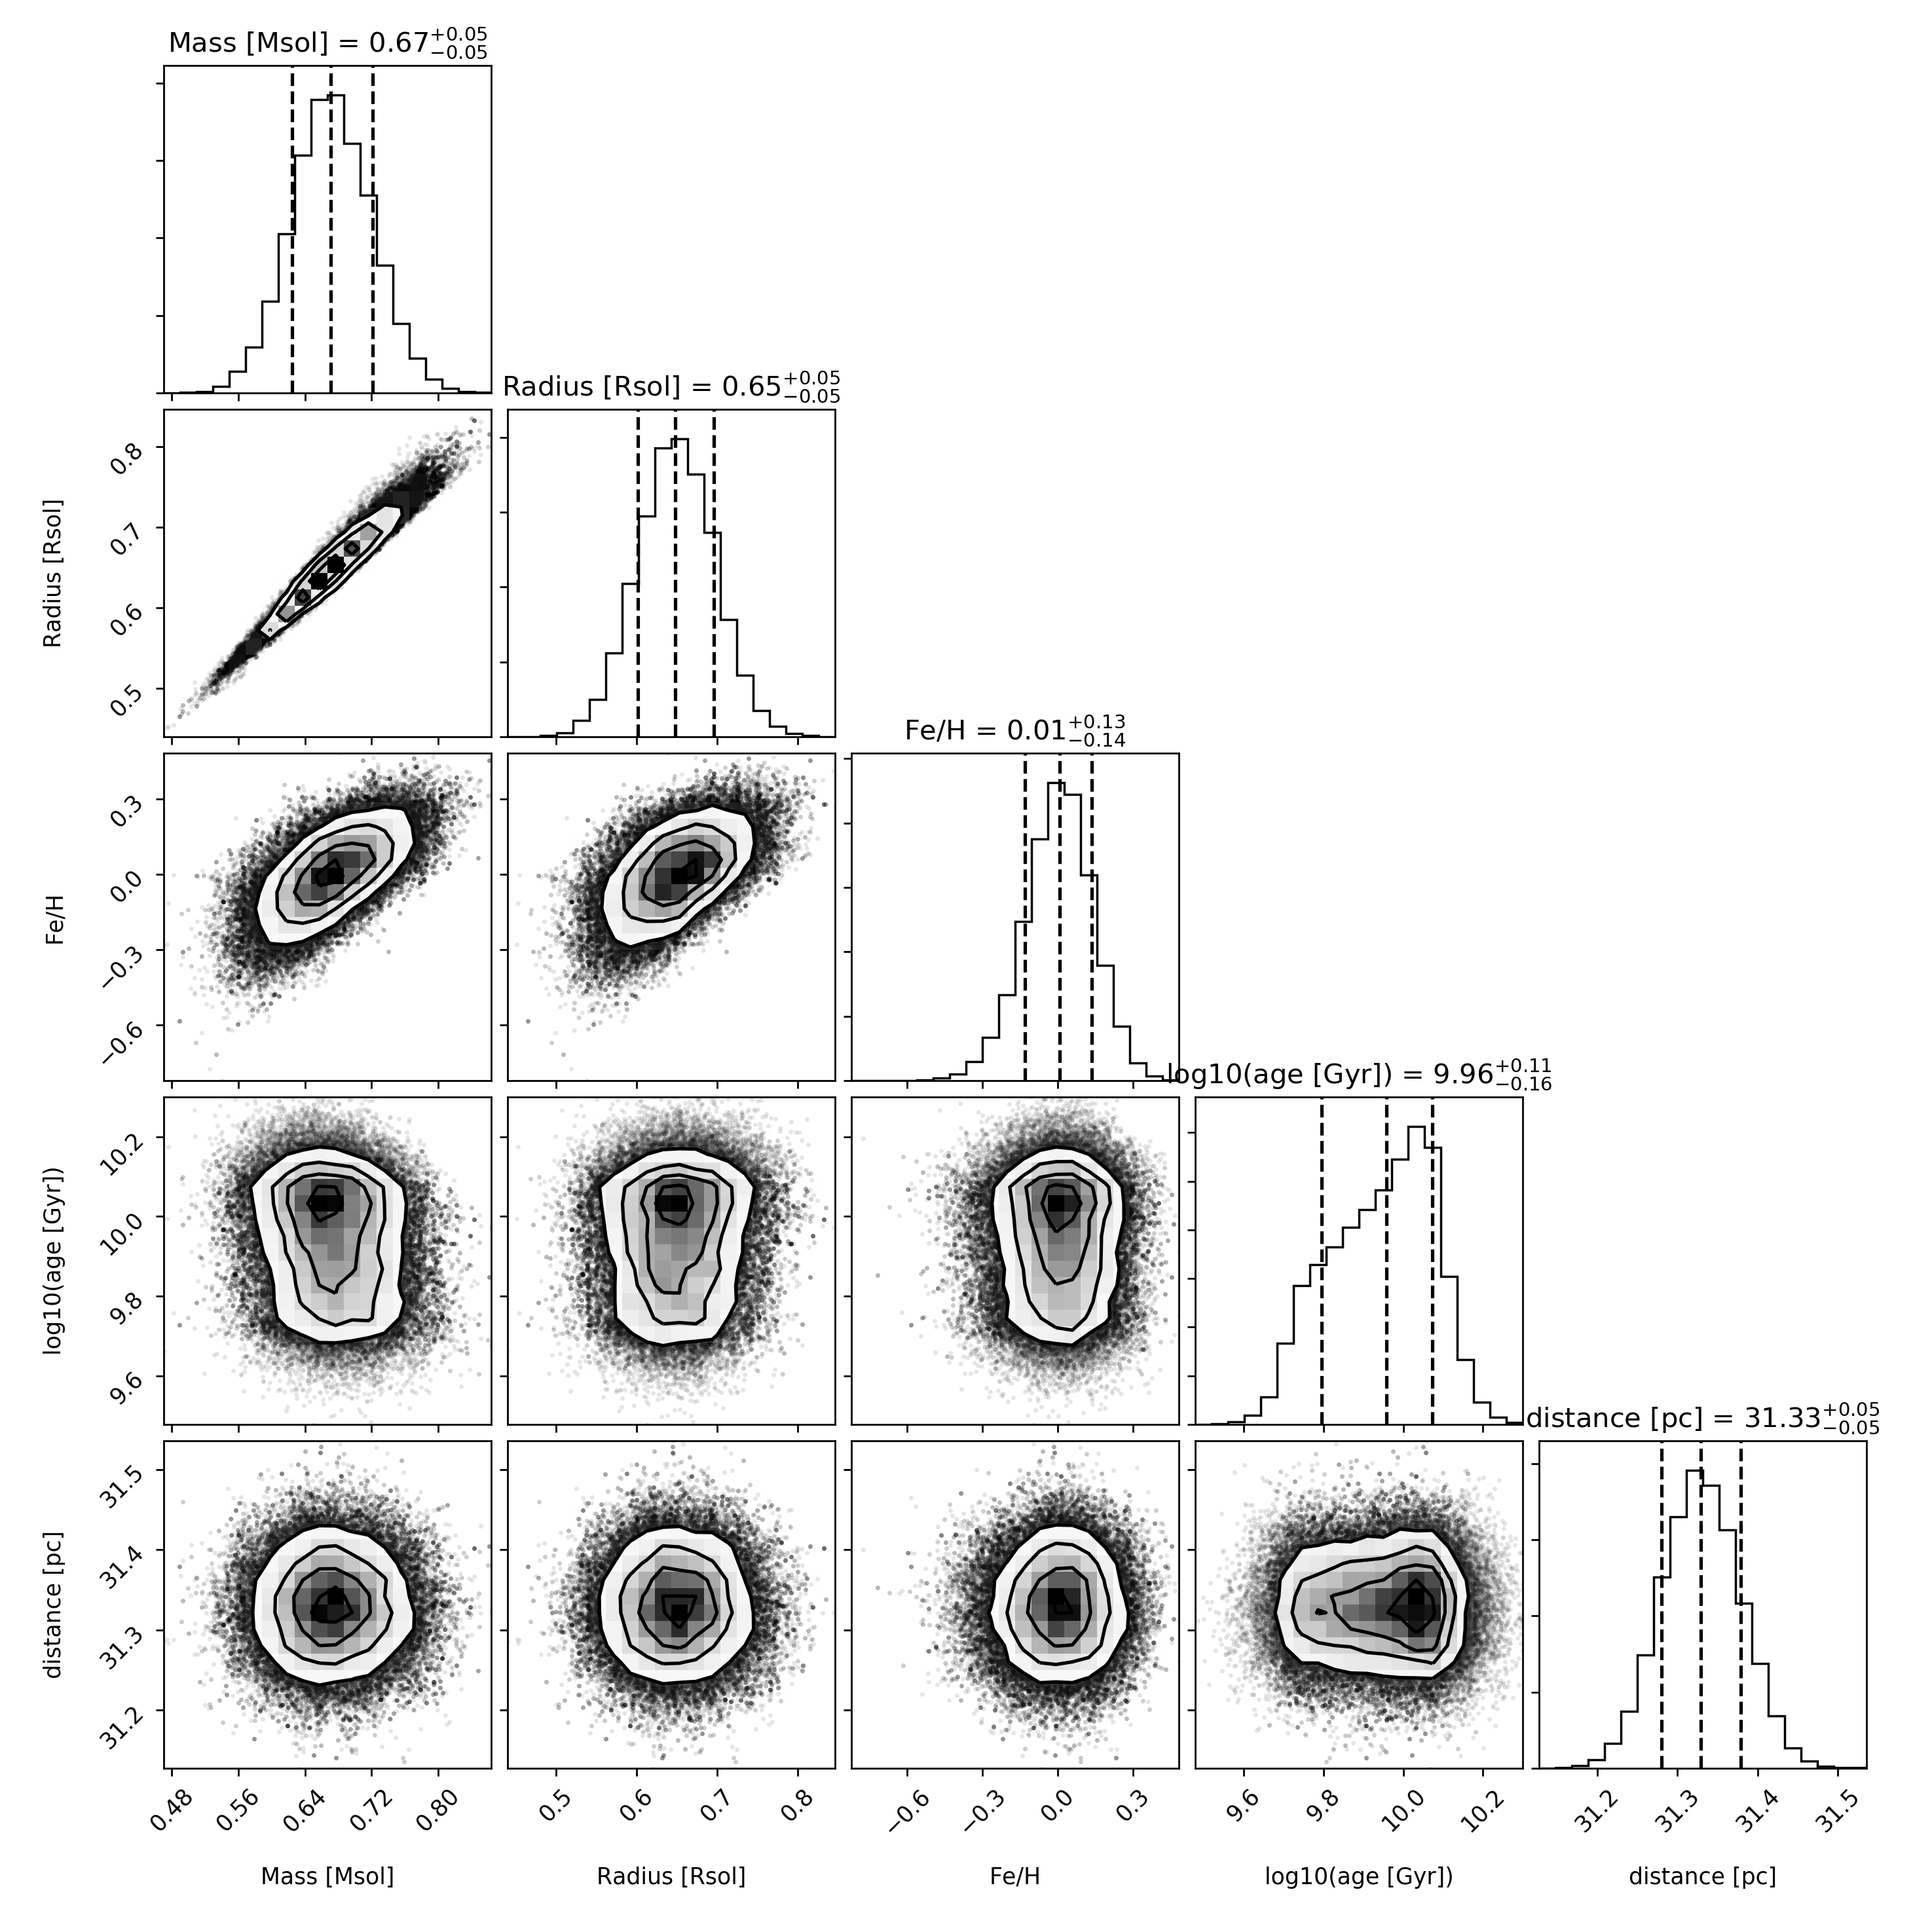 Mass [Msol] = 0.67+0.05 −0.05
Radius [Rsol] = 0.65+0.05 −0.05
0.8
0.7
0.6
0.5
Radius [Rsol]
Fe/H = 0.01+0.13 −0.14
0.3
0.0
−0.3
−0.6
Fe/H
log10(age [Gyr]) = 9.96+0.11 −0.16
10.2
10.0
9.8
9.6
log10(age [Gyr])
distance [pc] = 31.33+0.05 −0.05
31.5
31.4
31.3
31.2
distance [pc]
0.48 0.56 0.64 0.72 0.80 0.5 0.6 0.7 0.8 −0.6 −0.3 0.0 0.3 9.6 9.8 10.0 10.2 31.2 31.3 31.4 31.5
Mass [Msol] Radius [Rsol] Fe/H log10(age [Gyr]) distance [pc]